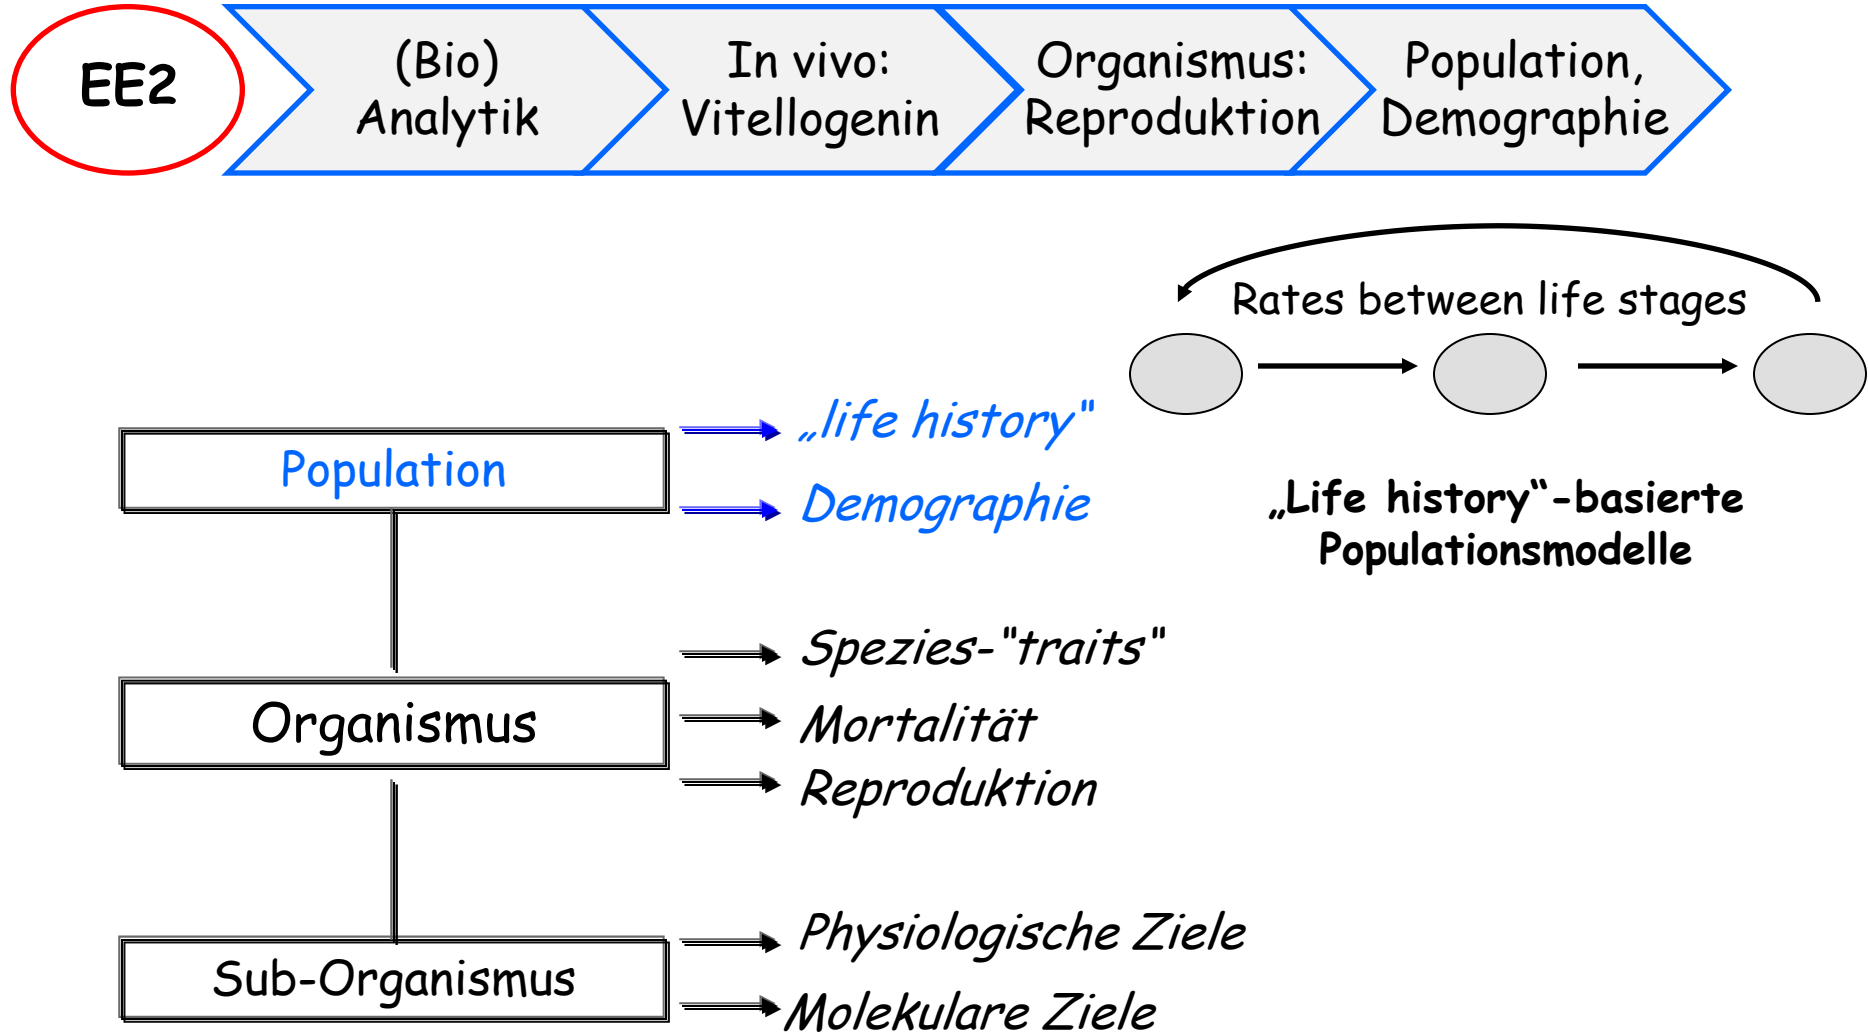 EE2
(Bio)
Analytik
In vivo:
Vitellogenin
Organismus:
Reproduktion
Population,
Demographie
Rates between life stages
„Life history“-basierte
Populationsmodelle
Population
„life history"
Demographie
Organismus
Spezies-"traits"
Mortalität
Reproduktion
Sub-Organismus
Physiologische Ziele
Molekulare Ziele